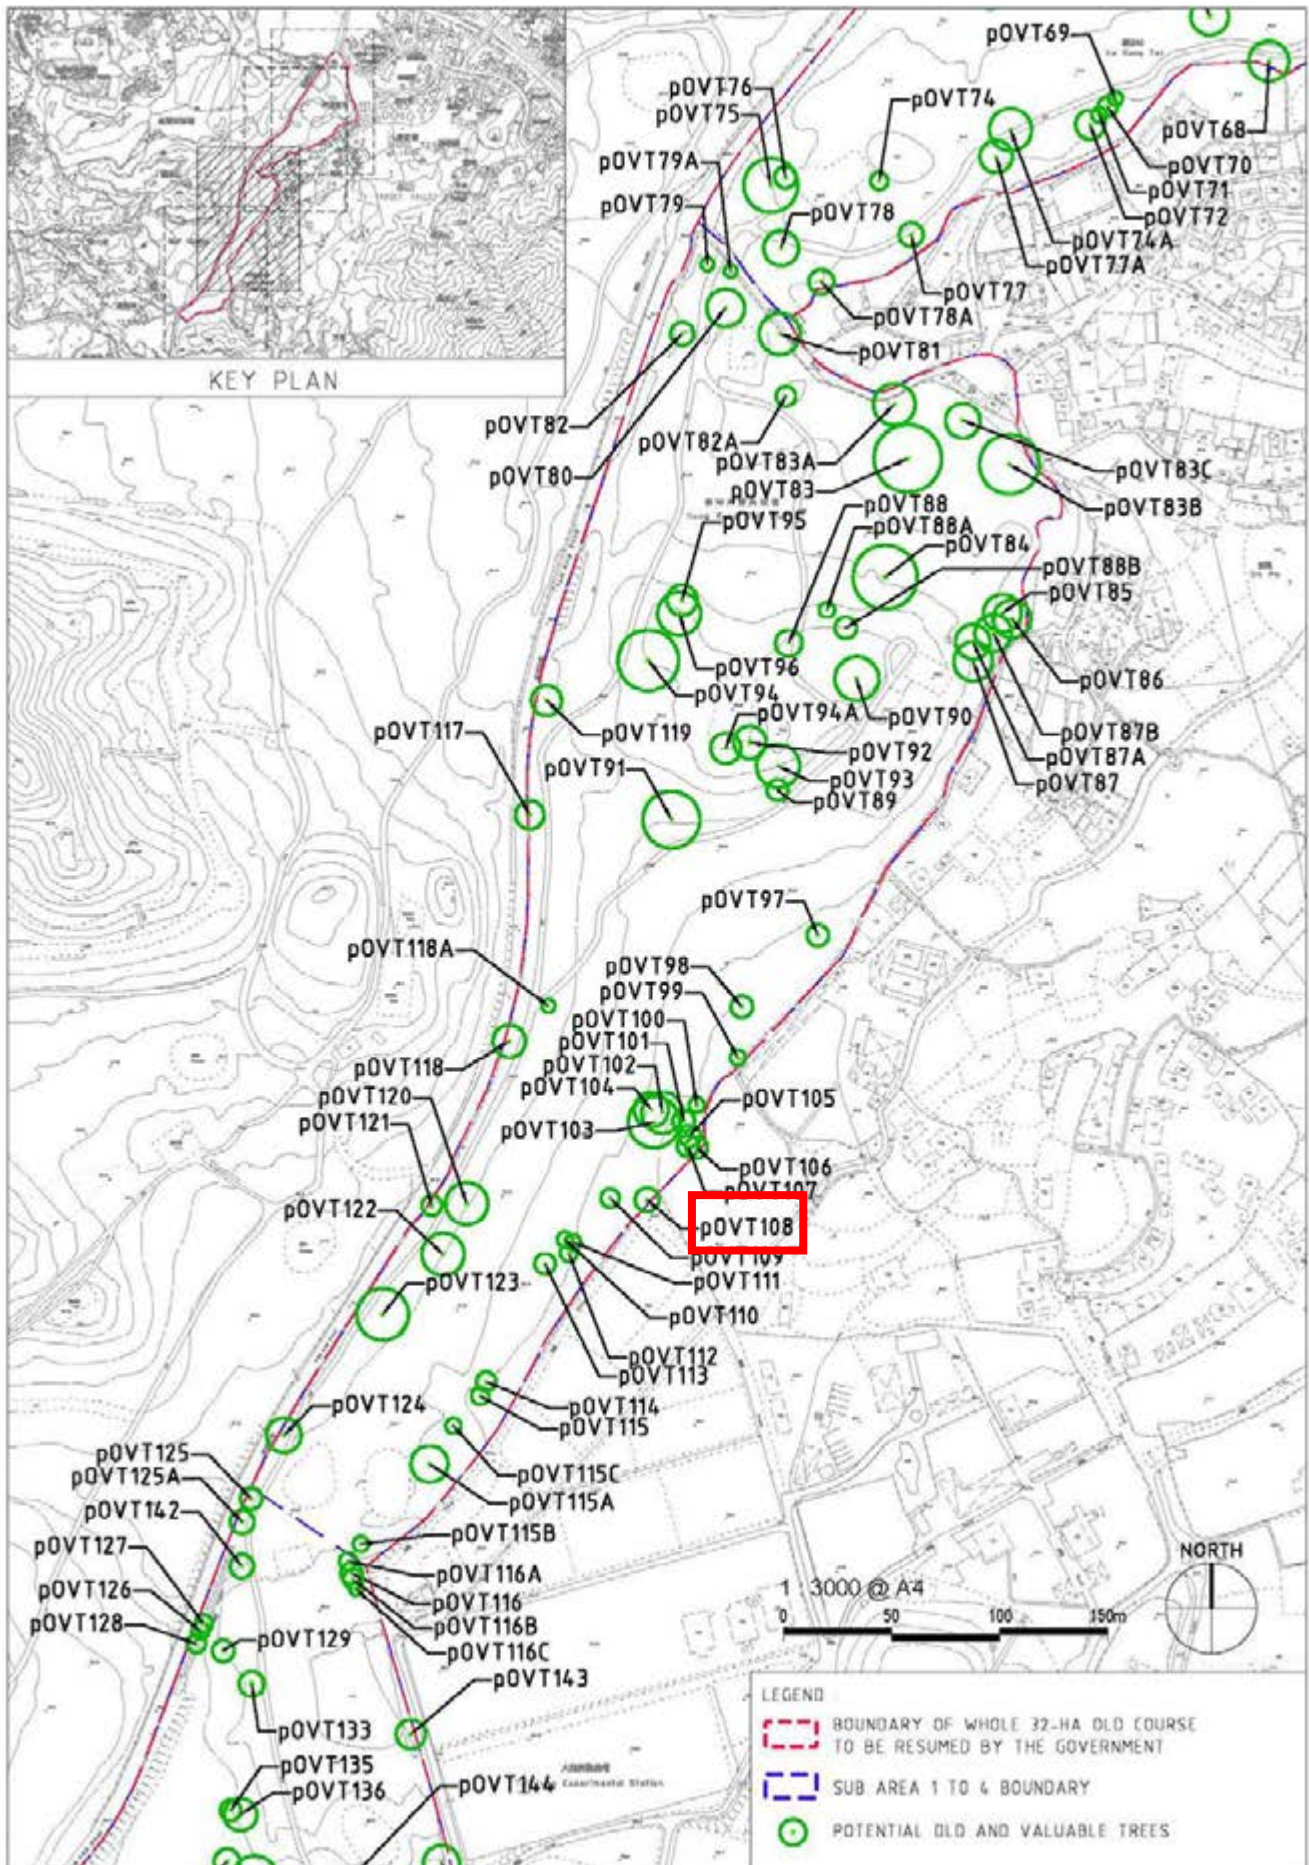 KEY PLAN
pOVT69
pOVT76
pOVT75
pOVT74
pOVT68
pOVT79A
pOVT70
pOVT71
pOVT72
pOVT79
pOVT78
pOVT74A
pOVT77A
pOVT77
pOVT78A
pOVT81
pOVT82
pOVT82A
pOVT83A
pOVT80
pOVT83
pOVT83C
pOVT83B
pOVT88
pOVT95
pOVT88A
pOVT84
pOVT88B
pOVT85
pOVT96
pOVT86
pOVT94
pOVT94A
pOVT90
pOVT117
pOVT119
pOVT87B
pOVT92
pOVT87A
pOVT91
pOVT93
pOVT87
pOVT89
pOVT97
pOVT118A
pOVT98
pOVT99
pOVT100
pOVT101
pOVT118
pOVT102
pOVT104
pOVT120
pOVT105
pOVT121
pOVT103
pOVT106
pOVT107
pOVT122
pOVT108
pOVT109
pOVT111
pOVT123
pOVT110
pOVT112
pOVT113
pOVT124
pOVT114
pOVT115
pOVT125
pOVT115C
pOVT125A
pOVT115A
pOVT142
pOVT115B
pOVT127
pOVT116A
NORTH
pOVT126
1 : 3000 @ A4
pOVT116
pOVT128
0 50 100 150m
pOVT116B
pOVT129
pOVT116C
pOVT143
LEGEND
pOVT133
BOUNDARY OF WHOLE 32-HA OLD COURSE
TO BE RESUMED BY THE GOVERNMENT
pOVT135
pOVT144
Experimental Station
pOVT136
SUB AREA 1 TO 4 BOUNDARY
POTENTIAL OLD AND VALUABLE TREES